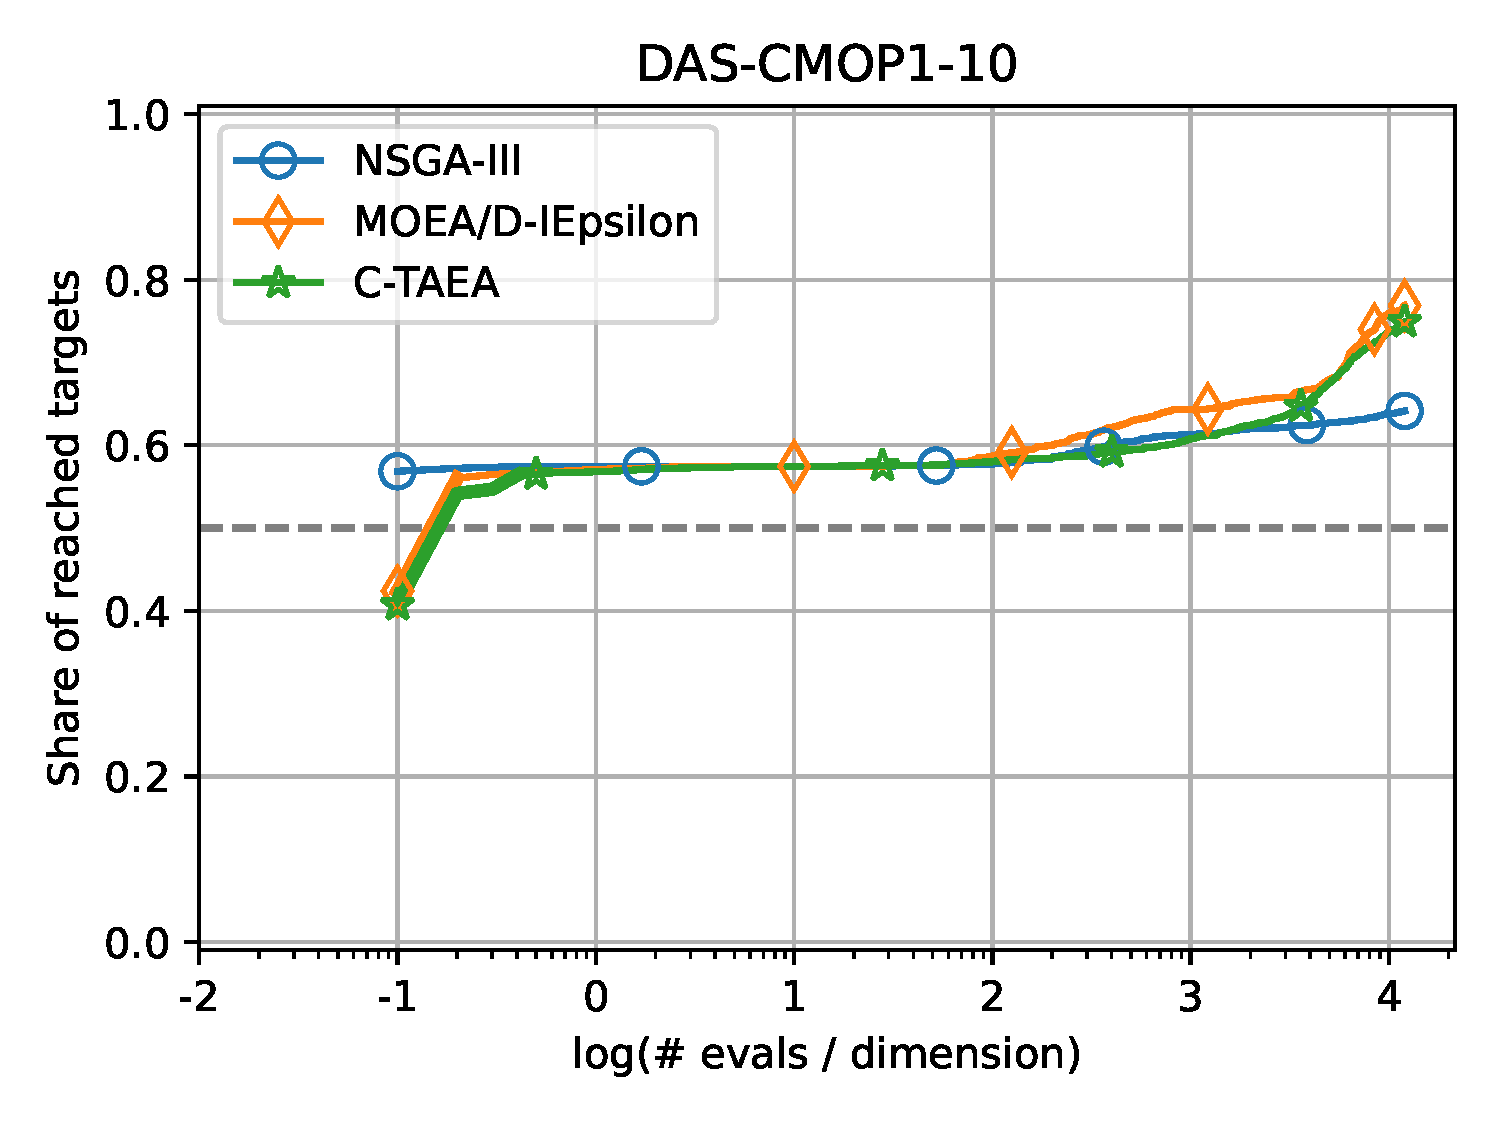 DAS-CMOP1-10
NSGA-III
MOEA/D-IEpsilon
C-TAEA
Share of reached targets
1.0
0.8
0.6
0.4
0.2
0.0
-2 -1 0 1 2 3 4
log(# evals / dimension)